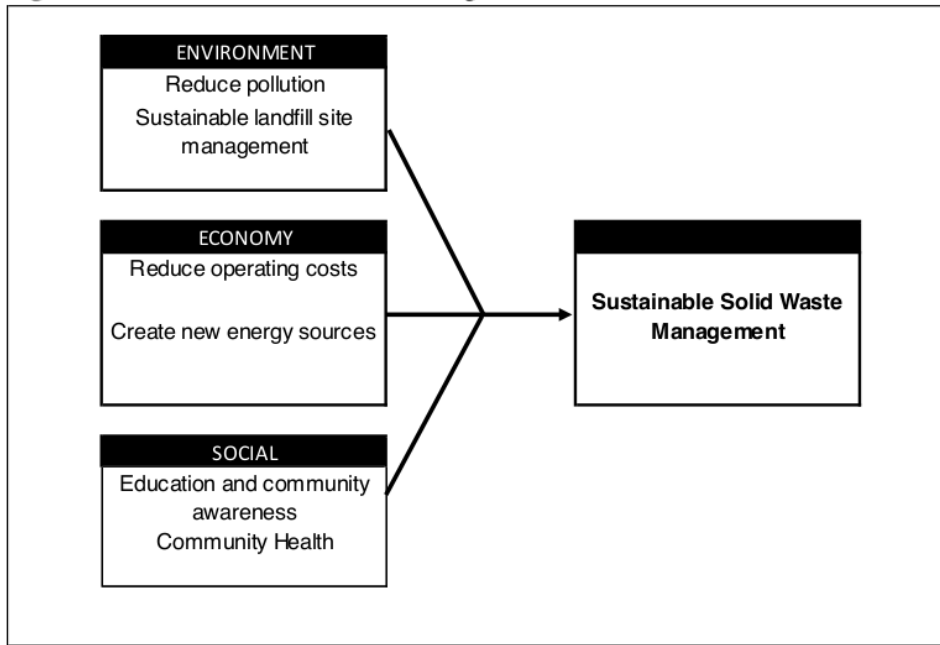 ENVIRONMENT
Reduce pollution
Sustainable landfill site
management
ECONOMY
Reduce operating costs
Create new energy sources
SOCIAL
Education and community
awareness
Community Health
Sustainable Solid Waste
Management